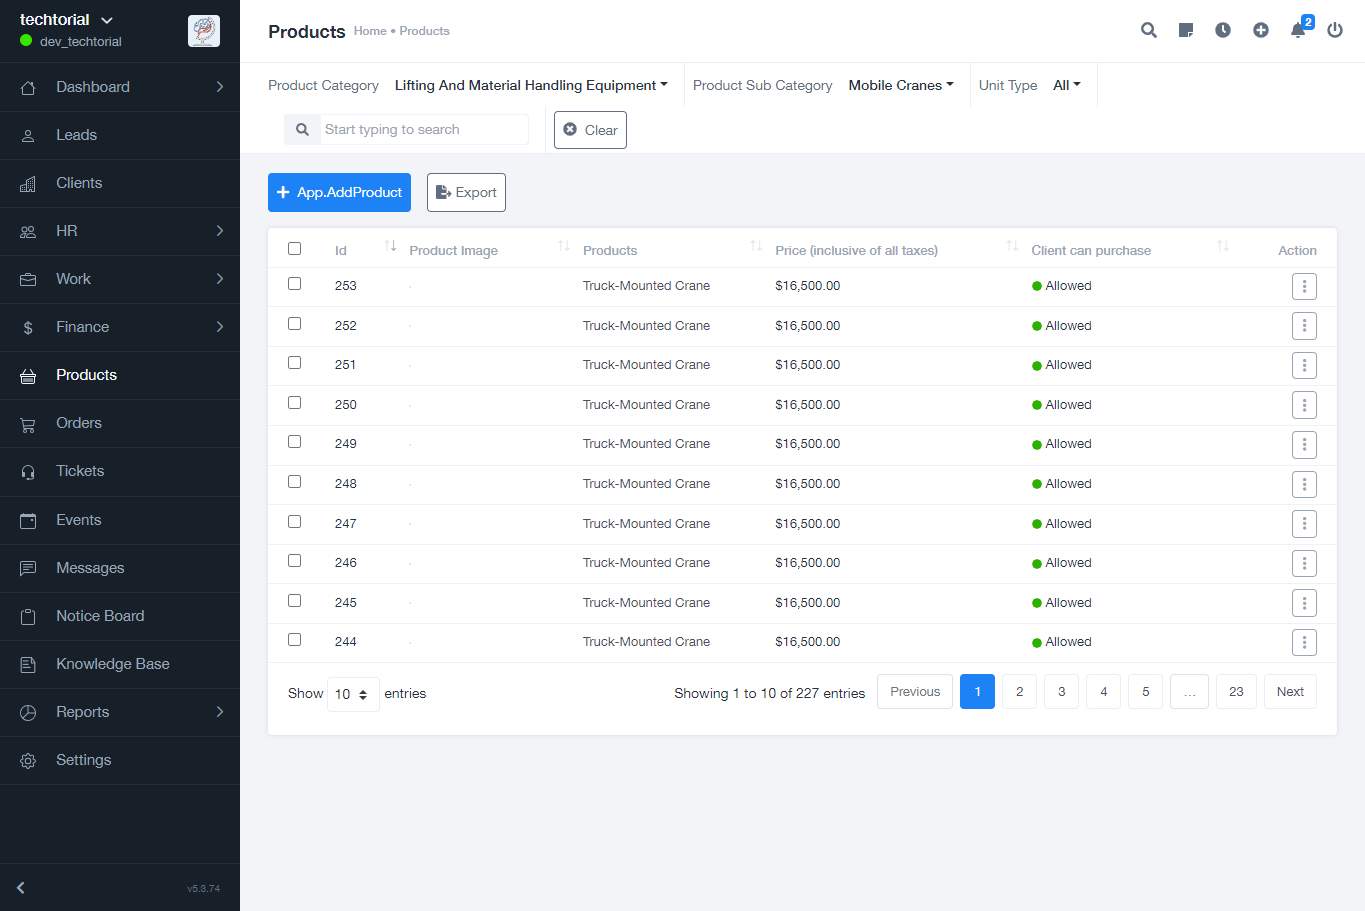 techtorial
dev_techtorial
Dashboard
Leads
Clients
HR
Work
Finance
Products
Orders
Tickets
Events
Messages
Notice Board
Knowledge Base
Reports
Settings
v5.3.74
Products Home • Products
2
Product Category Lifting And Material Handling Equipment Product Sub Category Mobile Cranes Unit Type All
Start typing to search Clear
App.AddProduct Export
Id Product Image Products Price (inclusive of all taxes) Client can purchase Action
253 Truck-Mounted Crane $16,500.00 Allowed
252 Truck-Mounted Crane $16,500.00 Allowed
251 Truck-Mounted Crane $16,500.00 Allowed
250 Truck-Mounted Crane $16,500.00 Allowed
249 Truck-Mounted Crane $16,500.00 Allowed
248 Truck-Mounted Crane $16,500.00 Allowed
247 Truck-Mounted Crane $16,500.00 Allowed
246 Truck-Mounted Crane $16,500.00 Allowed
245 Truck-Mounted Crane $16,500.00 Allowed
244 Truck-Mounted Crane $16,500.00 Allowed
Show 10 entries Showing 1 to 10 of 227 entries Previous 1 2 3 4 5 … 23 Next